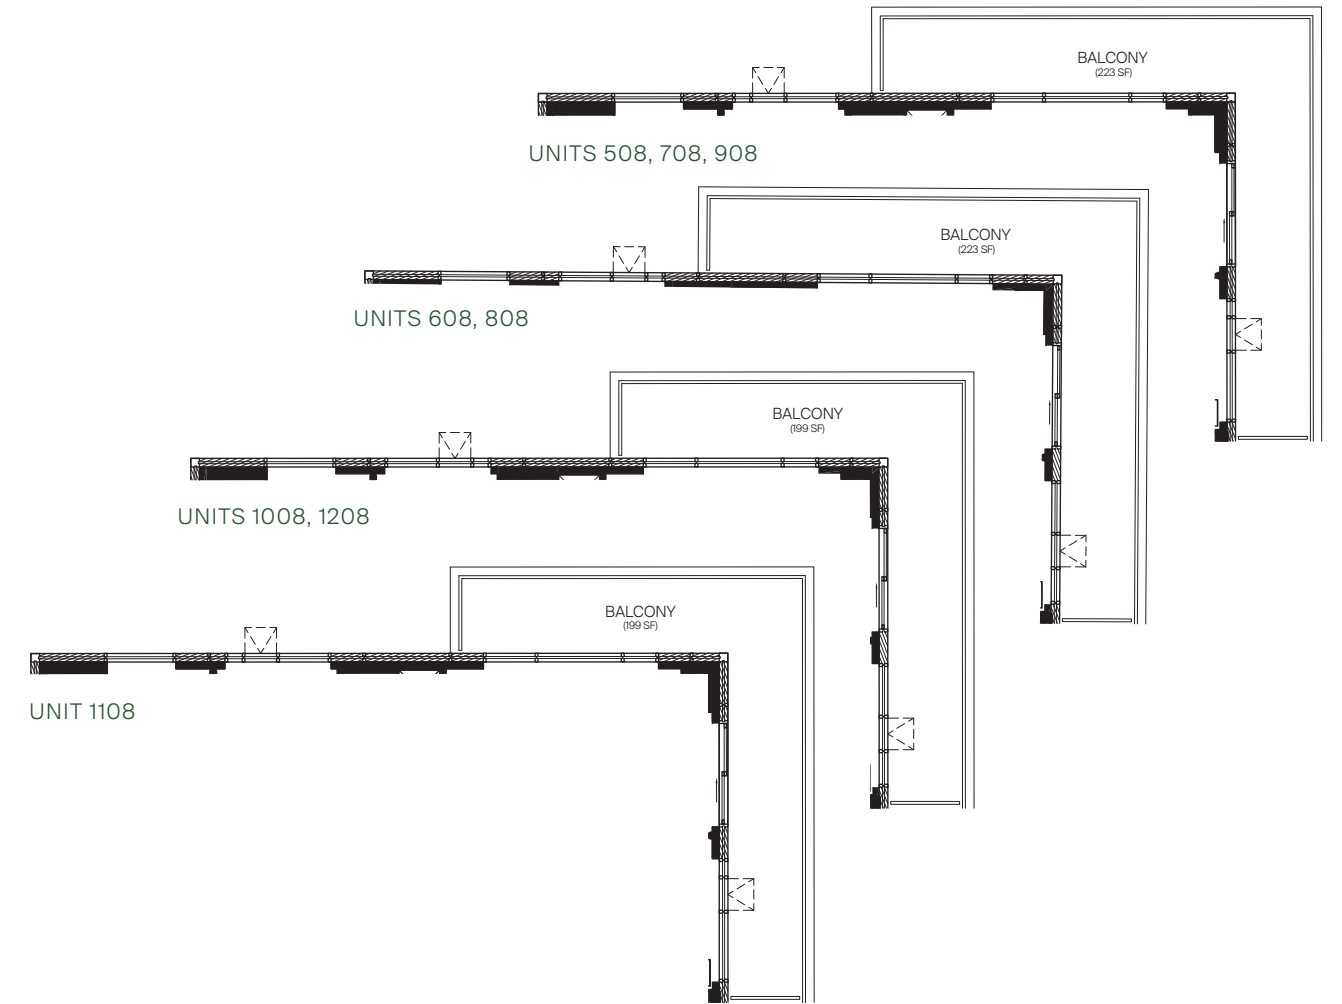 BALCONY
(223 SF)
UNITS 508, 708, 908
BALCONY
(223 SF)
UNITS 608, 808
BALCONY
(199 SF)
UNITS 1008, 1208
BALCONY
(199 SF)
UNIT 1108